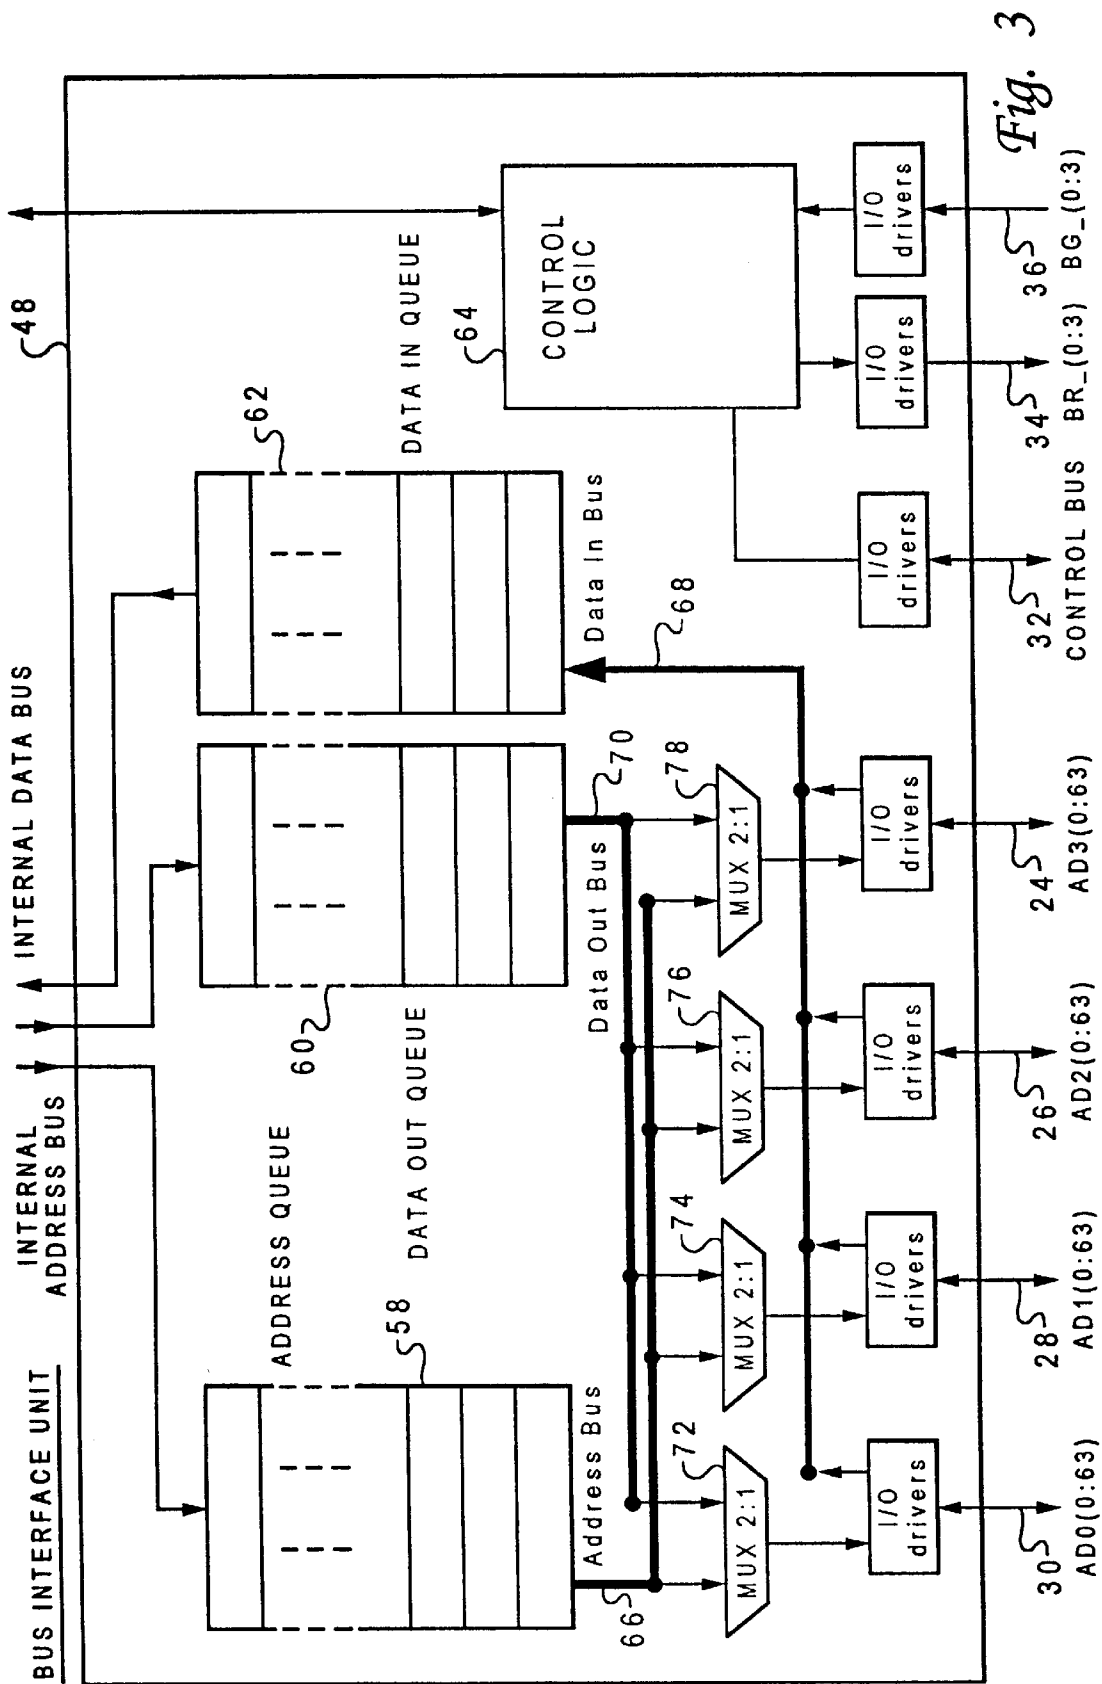 BUS INTERFACE UNIT
INTERNAL
ADDRESS BUS
INTERNAL DATA BUS
48
ADDRESS QUEUE
58
DATA OUT QUEUE
60
62
DATA IN QUEUE
64
CONTROL
LOGIC
Address Bus
66
Data Out Bus
70
Data In Bus
68
72
MUX 2:1
74
MUX 2:1
76
MUX 2:1
78
MUX 2:1
I/O
drivers
I/O
drivers
I/O
drivers
I/O
drivers
I/O
drivers
I/O
drivers
I/O
drivers
30
28
26
24
32
34
36
AD0(0:63)
AD1(0:63)
AD2(0:63)
AD3(0:63)
CONTROL BUS
BR_(0:3)
BG_(0:3)
Fig. 3